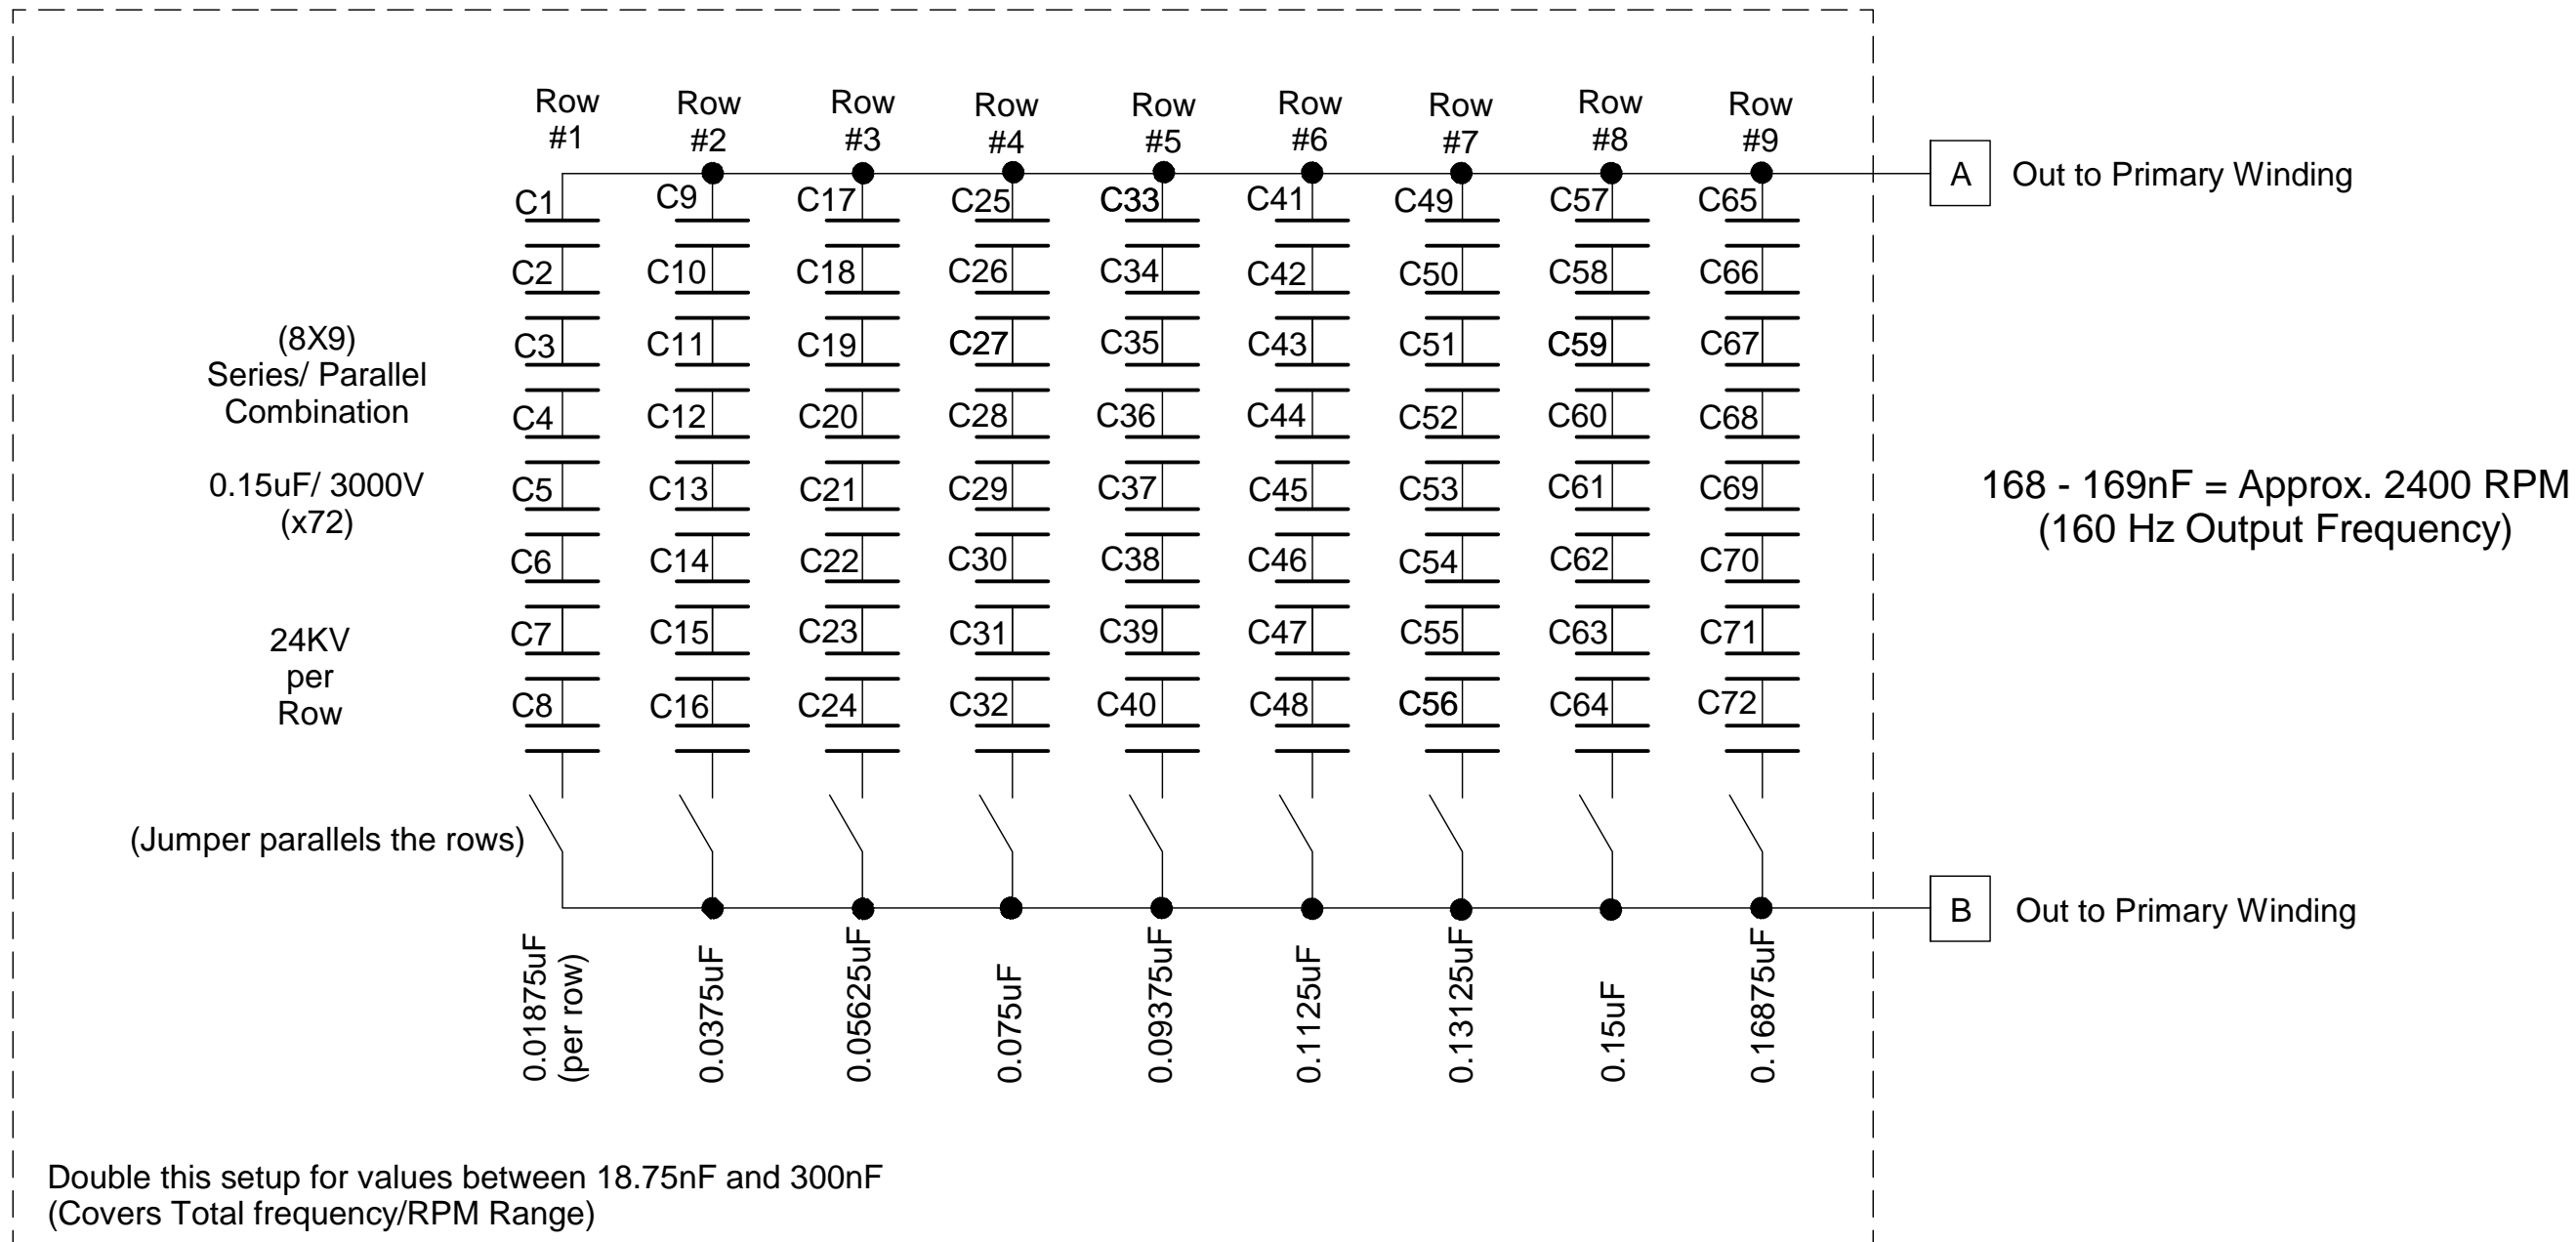 Row
#1
Row
#2
Row
#3
Row
#4
Row
#5
Row
#6
Row
#7
Row
#8
Row
#9
A
Out to Primary Winding
C1
C9
C17
C25
C33
C41
C49
C57
C65
C2
C10
C18
C26
C34
C42
C50
C58
C66
C3
C11
C19
C27
C35
C43
C51
C59
C67
C4
C12
C20
C28
C36
C44
C52
C60
C68
C5
C13
C21
C29
C37
C45
C53
C61
C69
C6
C14
C22
C30
C38
C46
C54
C62
C70
C7
C15
C23
C31
C39
C47
C55
C63
C71
C8
C16
C24
C32
C40
C48
C56
C64
C72
(8X9)
Series/ Parallel
Combination
0.15uF/ 3000V
(x72)
24KV
per
Row
168 - 169nF = Approx. 2400 RPM
(160 Hz Output Frequency)
(Jumper parallels the rows)
B
Out to Primary Winding
0.01875uF
(per row)
0.0375uF
0.05625uF
0.075uF
0.09375uF
0.1125uF
0.13125uF
0.15uF
0.16875uF
Double this setup for values between 18.75nF and 300nF
(Covers Total frequency/RPM Range)